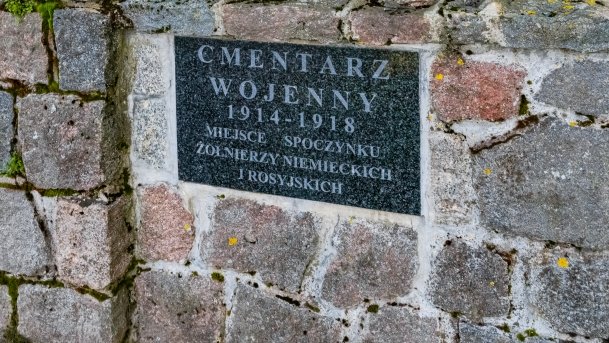 CMENTARZ
WOJENNY
1914-1918
MIEJSCE SPOCZYNKU
ŻOŁNIERZY NIEMIECKICH
I ROSYJSKICH